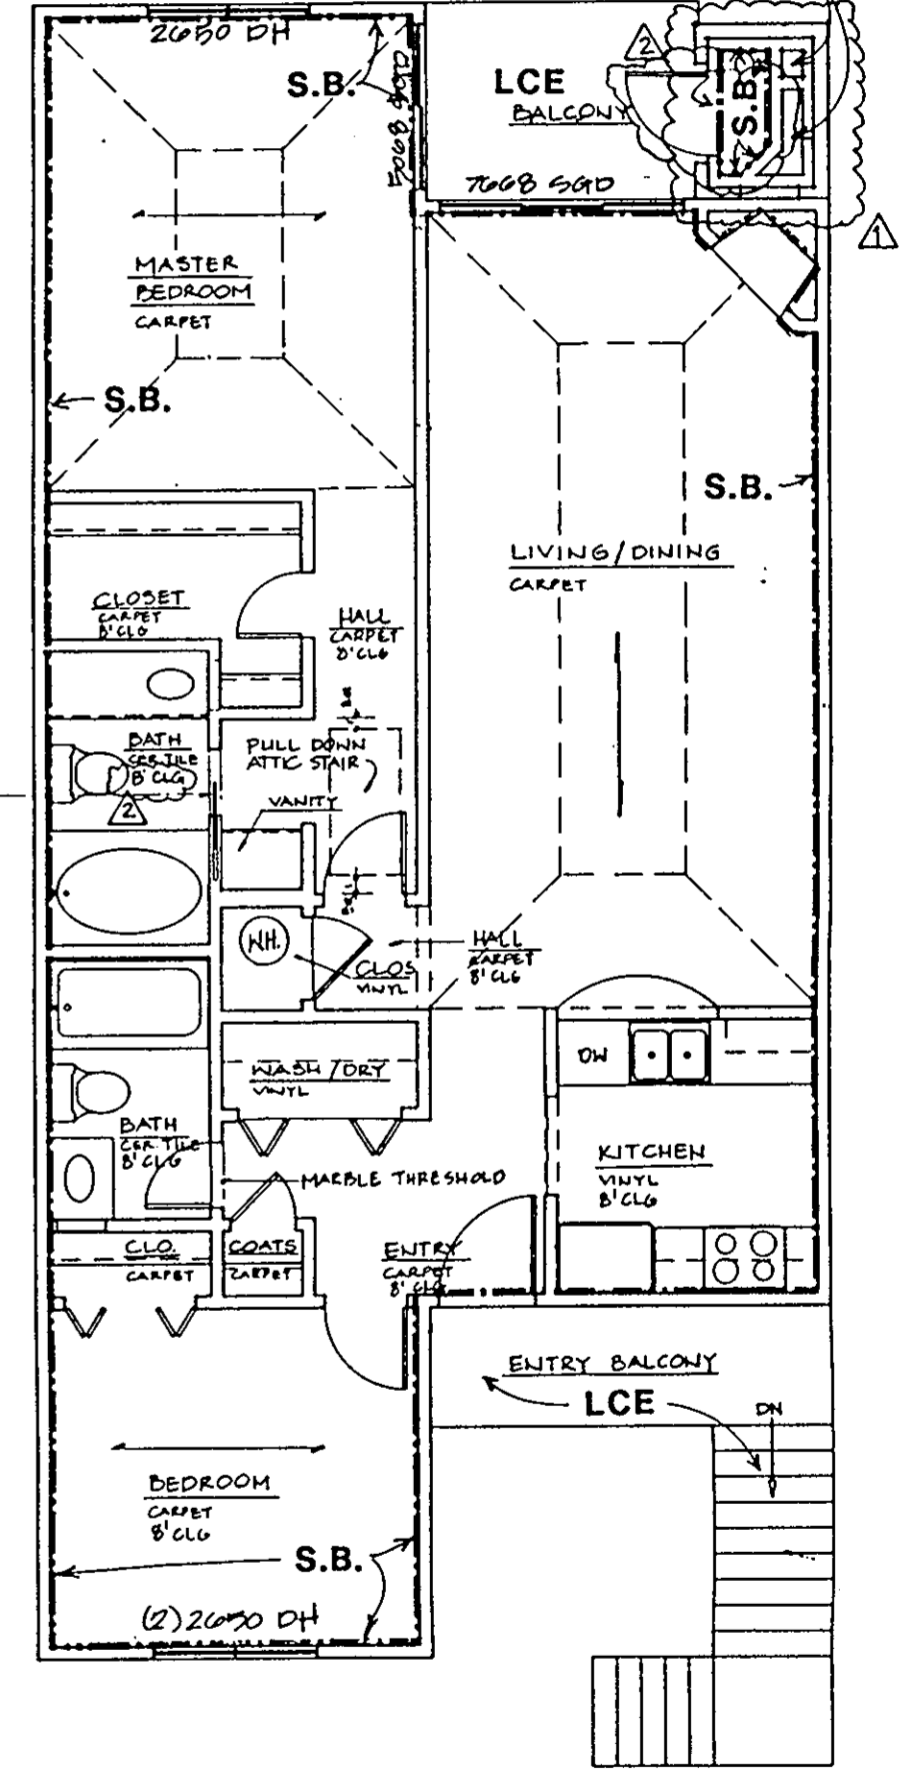 2650 DH
S.B.
5068
LCE
BALCONY
2
S.B.
7668 SGD
1
MASTER
BEDROOM
CARPET
S.B.
S.B.
LIVING/DINING
CARPET
CLOSET
CARPET
8' CLG
HALL
CARPET
8' CLG
BATH
CER. TILE
8' CLG
2
PULL DOWN
ATTIC STAIR
VANITY
W.H.
CLOS
VINYL
HALL
CARPET
8' CLG
WASH/DRY
VINYL
DW
BATH
CER. TILE
8' CLG
MARBLE THRESHOLD
KITCHEN
VINYL
8' CLG
CLO.
CARPET
COATS
CARPET
ENTRY
CARPET
8' CLG
ENTRY BALCONY
LCE
DN
BEDROOM
CARPET
8' CLG
S.B.
(2) 2650 DH